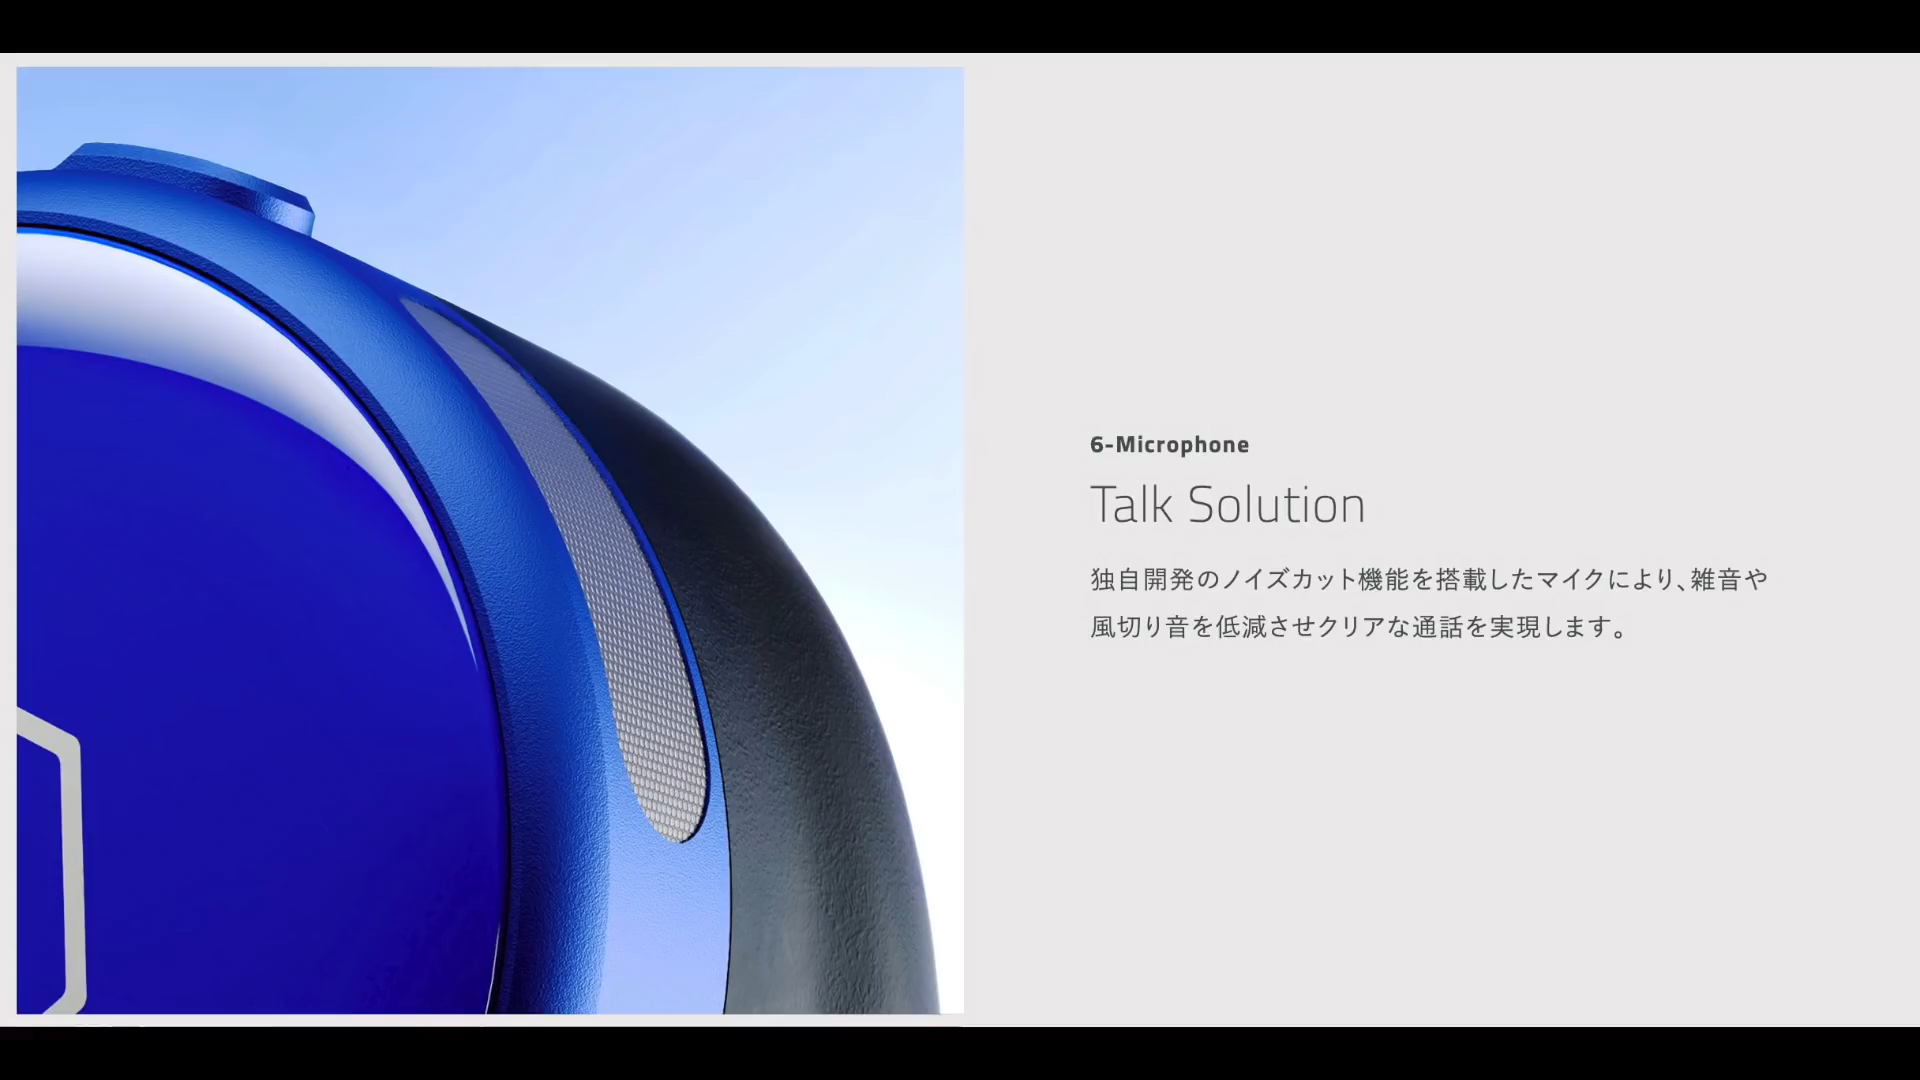 6-Microphone
Talk Solution
独自開発のノイズカット機能を搭載したマイクにより、雑音や
風切り音を低減させクリアな通話を実現します。